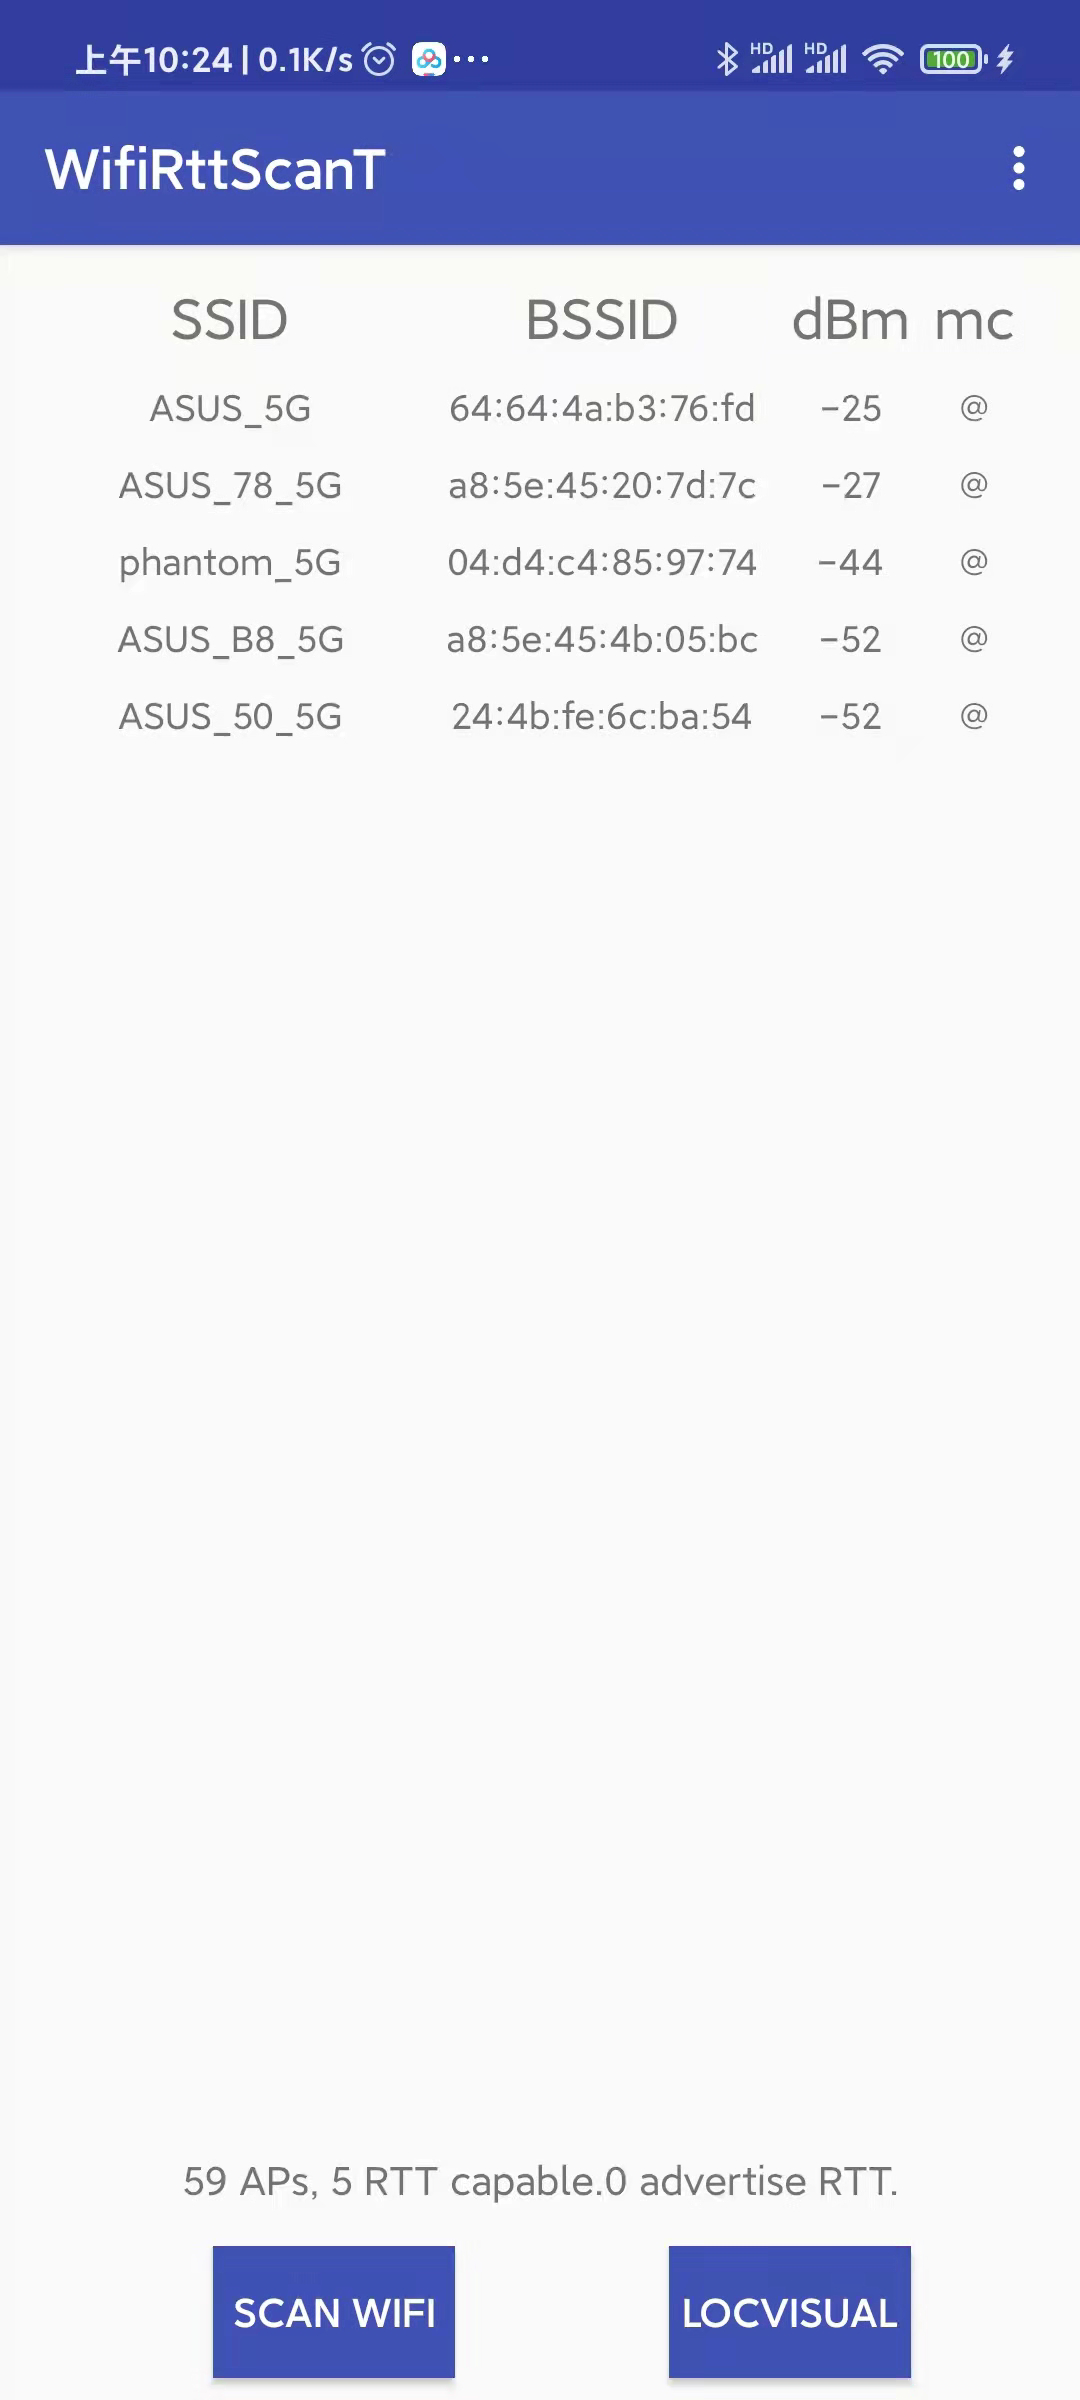 上午10:24 | 0.1K/s ...
HD HD 100
WifiRttScanT
SSID BSSID dBm mc
ASUS_5G 64:64:4a:b3:76:fd -25 @
ASUS_78_5G a8:5e:45:20:7d:7c -27 @
phantom_5G 04:d4:c4:85:97:74 -44 @
ASUS_B8_5G a8:5e:45:4b:05:bc -52 @
ASUS_50_5G 24:4b:fe:6c:ba:54 -52 @
59 APs, 5 RTT capable.0 advertise RTT.
SCAN WIFI LOCVISUAL